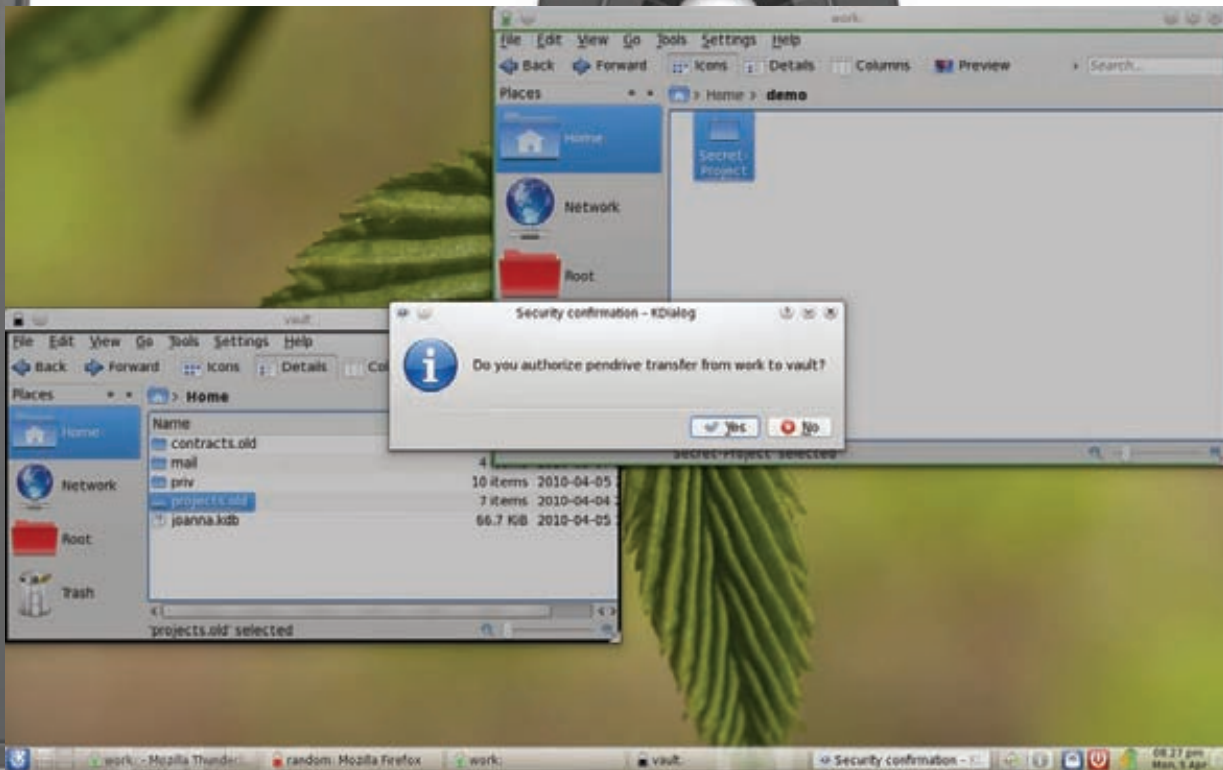 work:
File Edit View Go Tools Settings Help
Back Forward Icons Details Columns Preview Search...
Places
Home > demo
Home
Secret-
Project
Network
Root
Security confirmation – KDialog
Do you authorize pendrive transfer from work to vault?
Yes No
'Secret-Project' selected
vault:
File Edit View Go Tools Settings Help
Back Forward Icons Details Col
Places
Home
Home
Name
contracts.old
mail
priv 10 items 2010-04-05
projects.old 7 items 2010-04-04
joanna.kdb 66.7 KiB 2010-04-05
Network
Root
Trash
'projects.old' selected
work: - Mozilla Thunder random: Mozilla Firefox work: vault: Security confirmation –
08:27 pm
Mon, 5 Apr